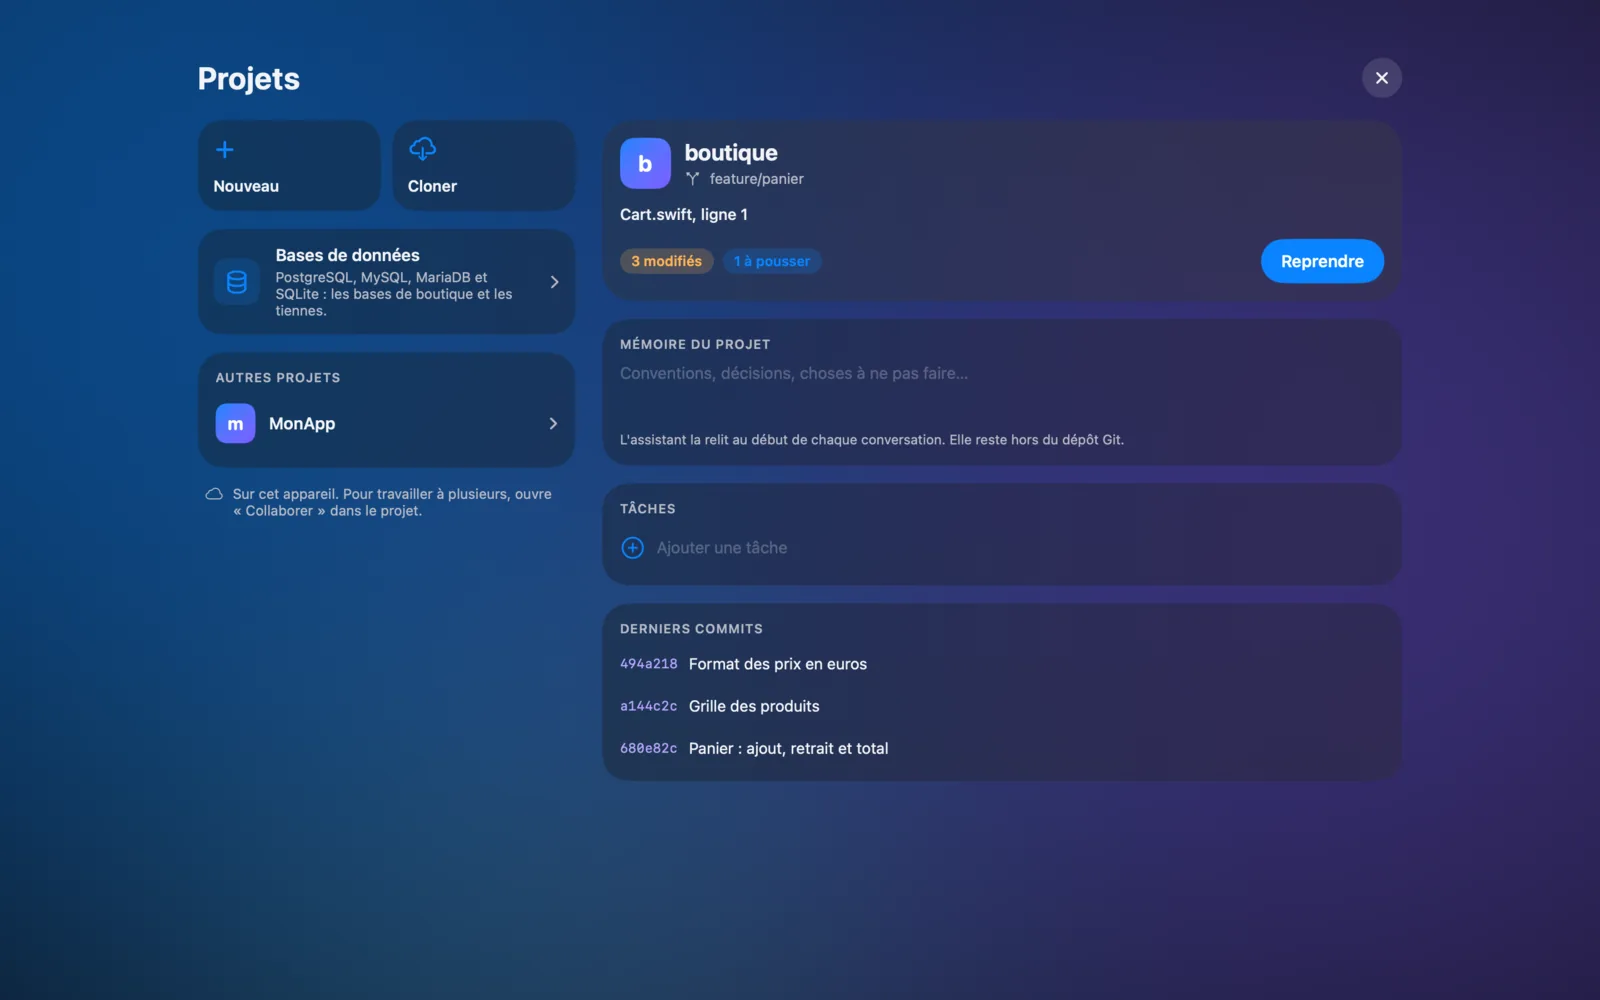 Projets
Nouveau
Cloner
Bases de données
PostgreSQL, MySQL, MariaDB et
SQLite : les bases de boutique et les
tiennes.
AUTRES PROJETS
m
MonApp
Sur cet appareil. Pour travailler à plusieurs, ouvre
« Collaborer » dans le projet.
b
boutique
feature/panier
Cart.swift, ligne 1
3 modifiés
1 à pousser
Reprendre
MÉMOIRE DU PROJET
Conventions, décisions, choses à ne pas faire...
L'assistant la relit au début de chaque conversation. Elle reste hors du dépôt Git.
TÂCHES
Ajouter une tâche
DERNIERS COMMITS
494a218 Format des prix en euros
a144c2c Grille des produits
680e82c Panier : ajout, retrait et total